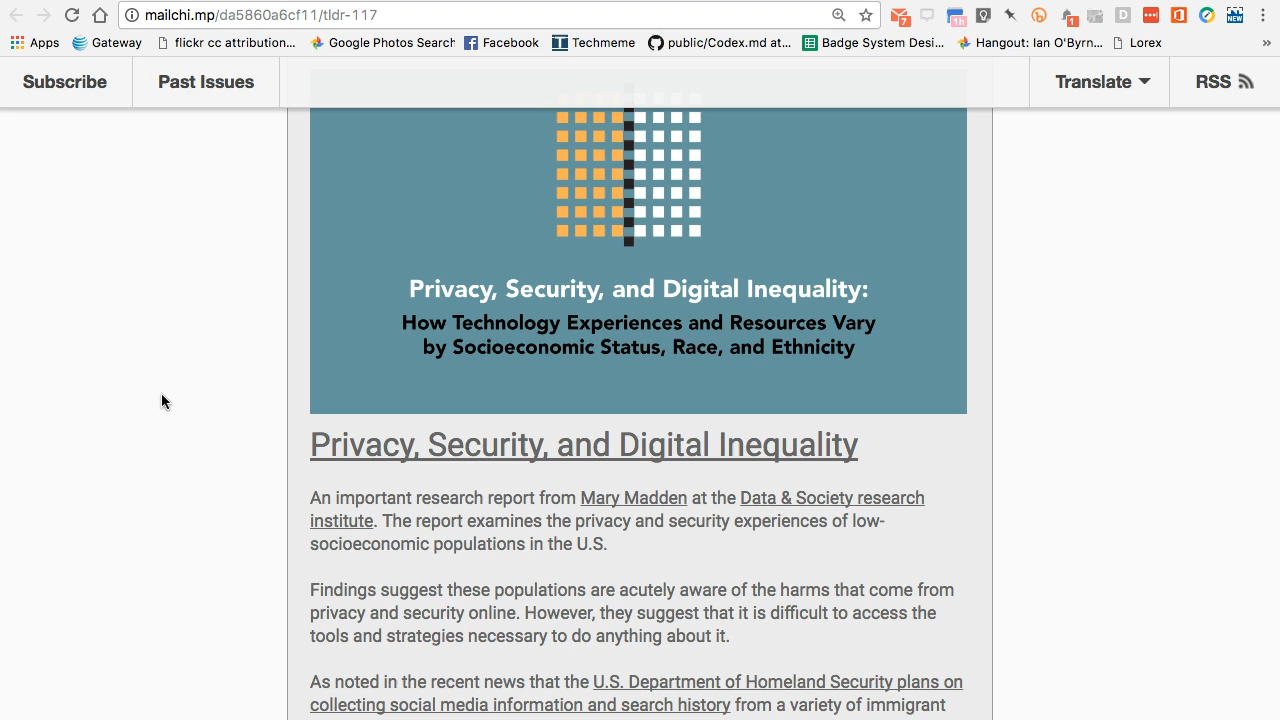 mailchi.mp/da5860a6cf11/tldr-117
7
1h
1
D
NEW
Apps
Gateway
flickr cc attribution...
Google Photos Search
Facebook
Techmeme
public/Codex.md at...
Badge System Desi...
Hangout: Ian O'Byrn...
Lorex
»
Subscribe
Past Issues
Translate
RSS
Privacy, Security, and Digital Inequality:
How Technology Experiences and Resources Vary
by Socioeconomic Status, Race, and Ethnicity
Privacy, Security, and Digital Inequality
An important research report from Mary Madden at the Data & Society research
institute. The report examines the privacy and security experiences of low-
socioeconomic populations in the U.S.
Findings suggest these populations are acutely aware of the harms that come from
privacy and security online. However, they suggest that it is difficult to access the
tools and strategies necessary to do anything about it.
As noted in the recent news that the U.S. Department of Homeland Security plans on
collecting social media information and search history from a variety of immigrant